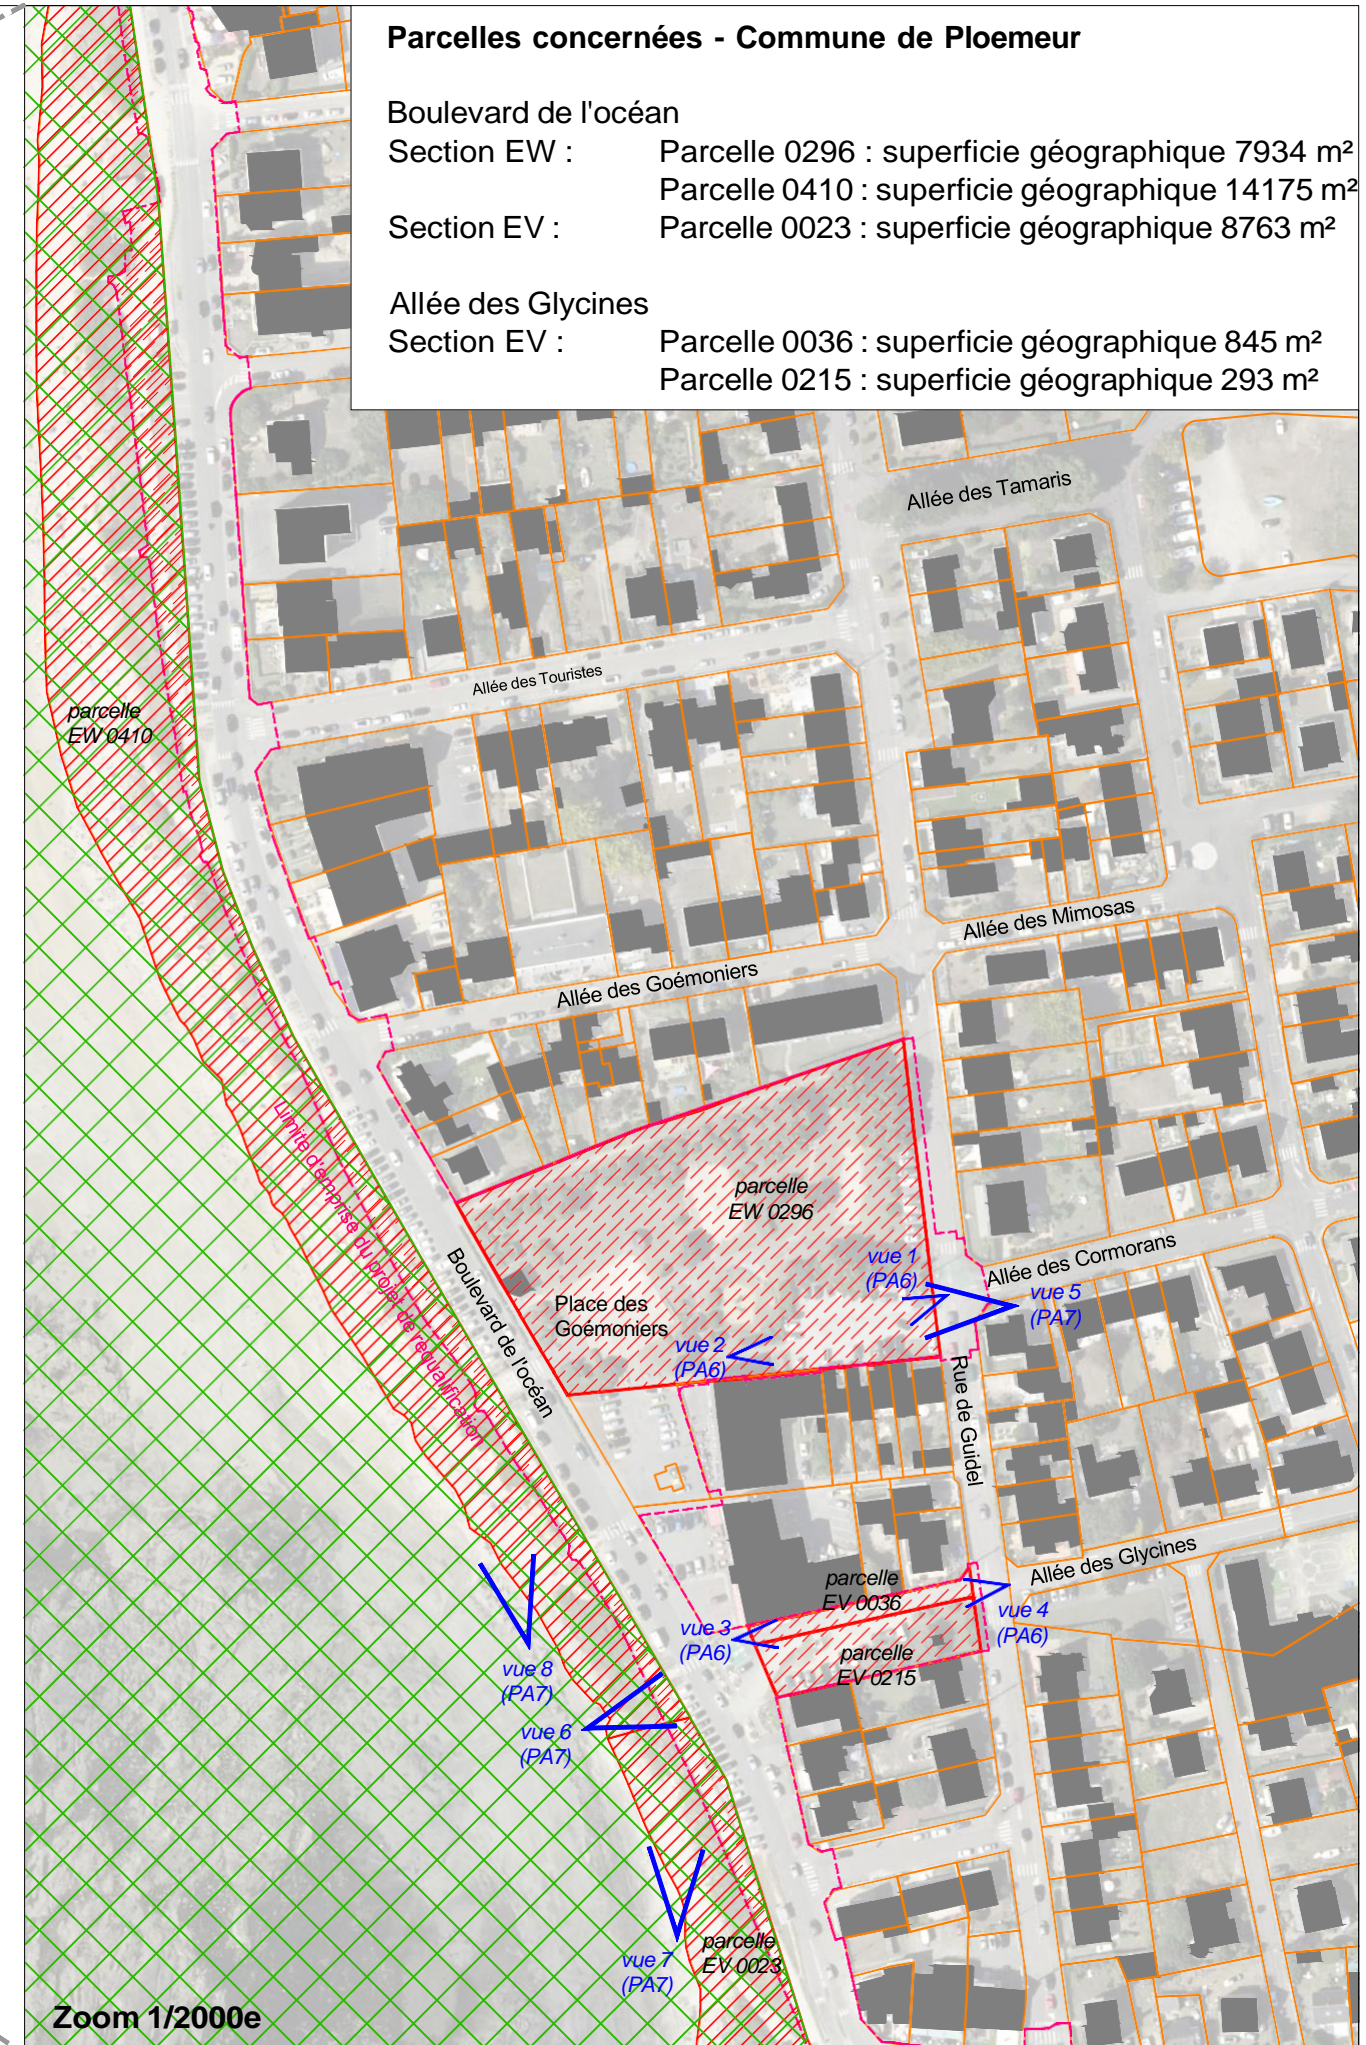 Parcelles concernées - Commune de Ploemeur
Boulevard de l'océan
Section EW : Parcelle 0296 : superficie géographique 7934 m²
Parcelle 0410 : superficie géographique 14175 m²
Section EV : Parcelle 0023 : superficie géographique 8763 m²
Allée des Glycines
Section EV : Parcelle 0036 : superficie géographique 845 m²
Parcelle 0215 : superficie géographique 293 m²
Allée des Tamaris
Allée des Touristes
parcelle
EW 0410
Allée des Mimosas
Allée des Goémoniers
Limite d'emprise du projet de requalification
parcelle
EW 0296
Boulevard de l'océan
Allée des Cormorans
vue 1
(PA6)
vue 5
(PA7)
Place des
Goémoniers
vue 2
(PA6)
Rue de Guidel
Allée des Glycines
parcelle
EV 0036
vue 3
(PA6)
vue 4
(PA6)
parcelle
EV 0215
vue 8
(PA7)
vue 6
(PA7)
vue 7
(PA7)
parcelle
EV 0023
Zoom 1/2000e